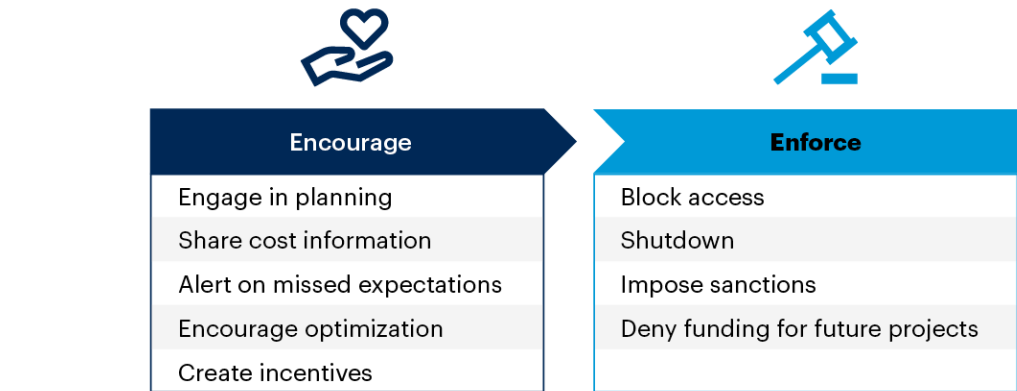 Encourage
Engage in planning
Share cost information
Alert on missed expectations
Encourage optimization
Create incentives
Enforce
Block access
Shutdown
Impose sanctions
Deny funding for future projects